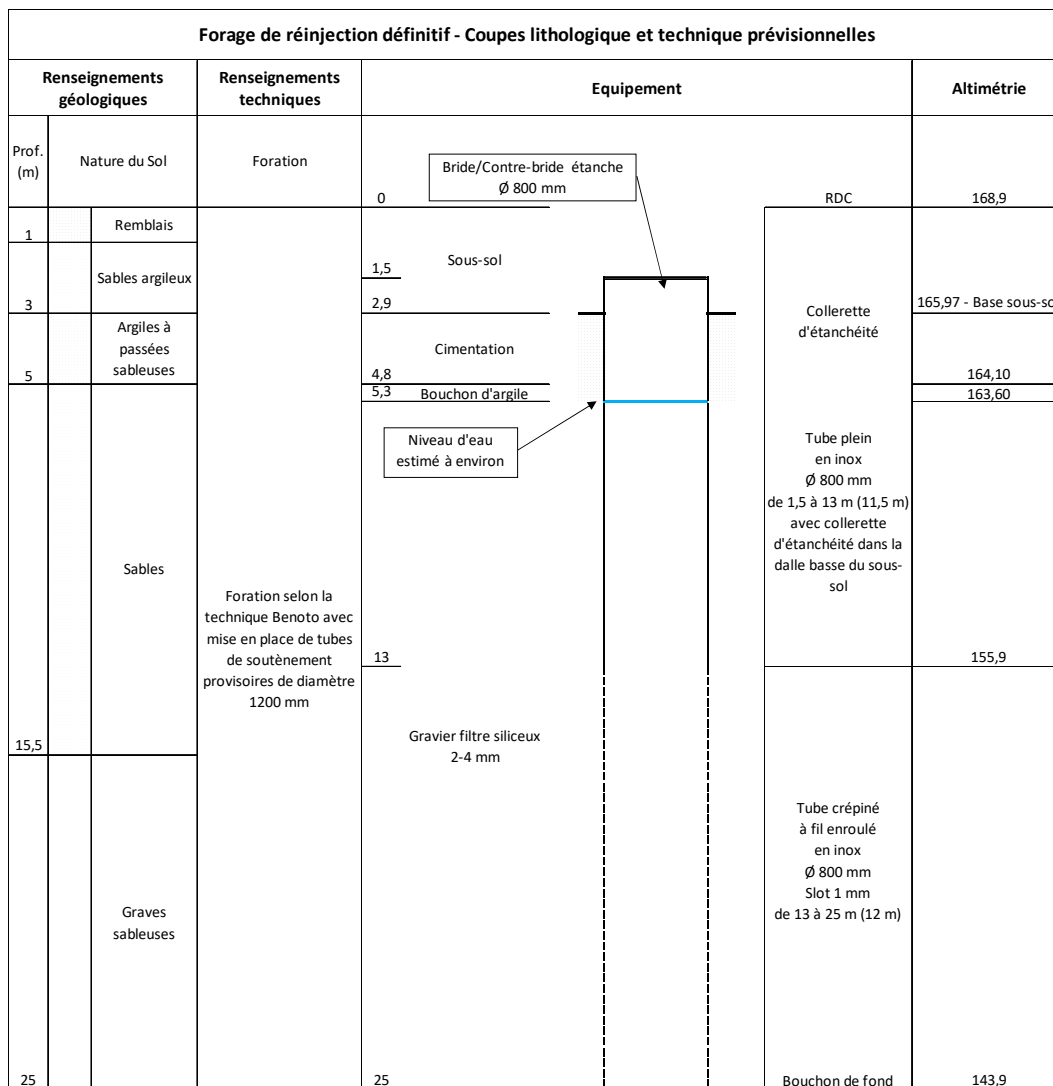 Forage de réinjection définitif - Coupes lithologique et technique prévisionnelles
Renseignements
géologiques
Renseignements
techniques
Equipement
Altimétrie
Prof.
(m)
Nature du Sol
Foration
Bride/Contre-bride étanche
Ø 800 mm
0
RDC
168,9
1
Remblais
Sables argileux
Sous-sol
1,5
3
2,9
Collerette
d'étanchéité
165,97 - Base sous-so
Argiles à
passées
sableuses
Cimentation
5
4,8
164,10
5,3
Bouchon d'argile
163,60
Niveau d'eau
estimé à environ
Tube plein
en inox
Ø 800 mm
de 1,5 à 13 m (11,5 m)
avec collerette
d'étanchéité dans la
dalle basse du sous-
sol
Sables
Foration selon la
technique Benoto avec
mise en place de tubes
de soutènement
provisoires de diamètre
1200 mm
13
155,9
15,5
Gravier filtre siliceux
2-4 mm
Tube crépiné
à fil enroulé
en inox
Ø 800 mm
Slot 1 mm
de 13 à 25 m (12 m)
Graves
sableuses
25
25
Bouchon de fond
143,9